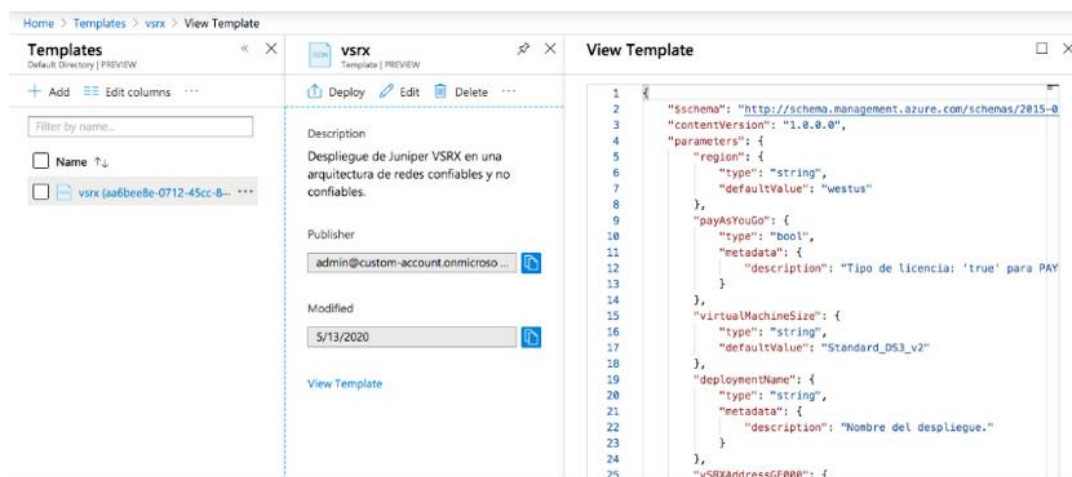 Home > Templates > vsrx > View Template
Templates
Default Directory | PREVIEW
Add Edit columns
Filter by name...
Name
vsrx (aa6bee8e-0712-45cc-8...
vsrx
Template | PREVIEW
Deploy Edit Delete
Description
Despliegue de Juniper VSRX en una
arquitectura de redes confiables y no
confiables.
Publisher
admin@custom-account.onmicroso ...
Modified
5/13/2020
View Template
View Template
1 {
2 "$schema": "http://schema.management.azure.com/schemas/2015-0
3 "contentVersion": "1.0.0.0",
4 "parameters": {
5 "region": {
6 "type": "string",
7 "defaultValue": "westus"
8 },
9 "payAsYouGo": {
10 "type": "bool",
11 "metadata": {
12 "description": "Tipo de licencia: 'true' para PAY
13 }
14 },
15 "virtualMachineSize": {
16 "type": "string",
17 "defaultValue": "Standard_DS3_v2"
18 },
19 "deploymentName": {
20 "type": "string",
21 "metadata": {
22 "description": "Nombre del despliegue."
23 }
24 },
25 "vSRXAddressGE000": {